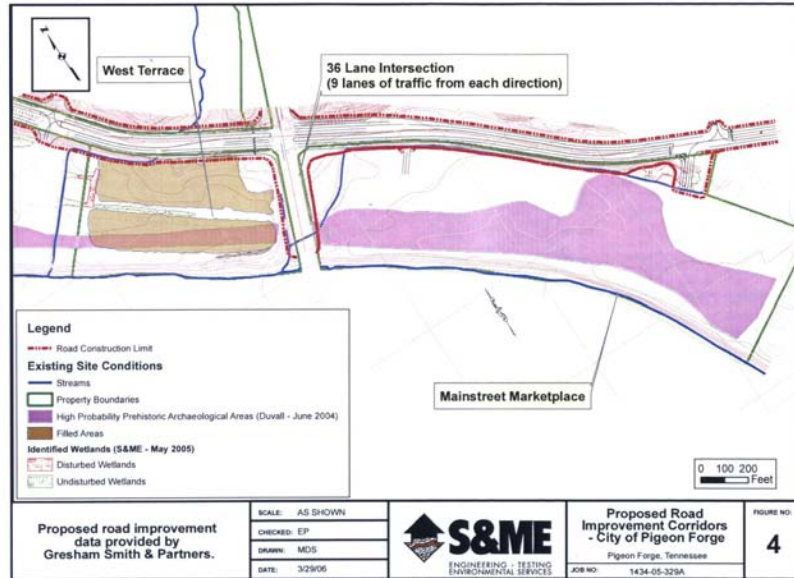 West Terrace
36 Lane Intersection
(9 lanes of traffic from each direction)
Mainstreet Marketplace
Legend
Road Construction Limit
Existing Site Conditions
Streams
Property Boundaries
High Probability Prehistoric Archaeological Areas (Duvall - June 2004)
Filled Areas
Identified Wetlands (S&ME - May 2005)
Disturbed Wetlands
Undisturbed Wetlands
0 100 200
Feet
Proposed road improvement
data provided by
Gresham Smith & Partners.
SCALE: AS SHOWN
CHECKED: EP
DRAWN: MDS
DATE: 3/29/06
S&ME
ENGINEERING - TESTING
ENVIRONMENTAL SERVICES
Proposed Road
Improvement Corridors
- City of Pigeon Forge
Pigeon Forge, Tennessee
JOB NO: 1434-05-329A
FIGURE NO:
4